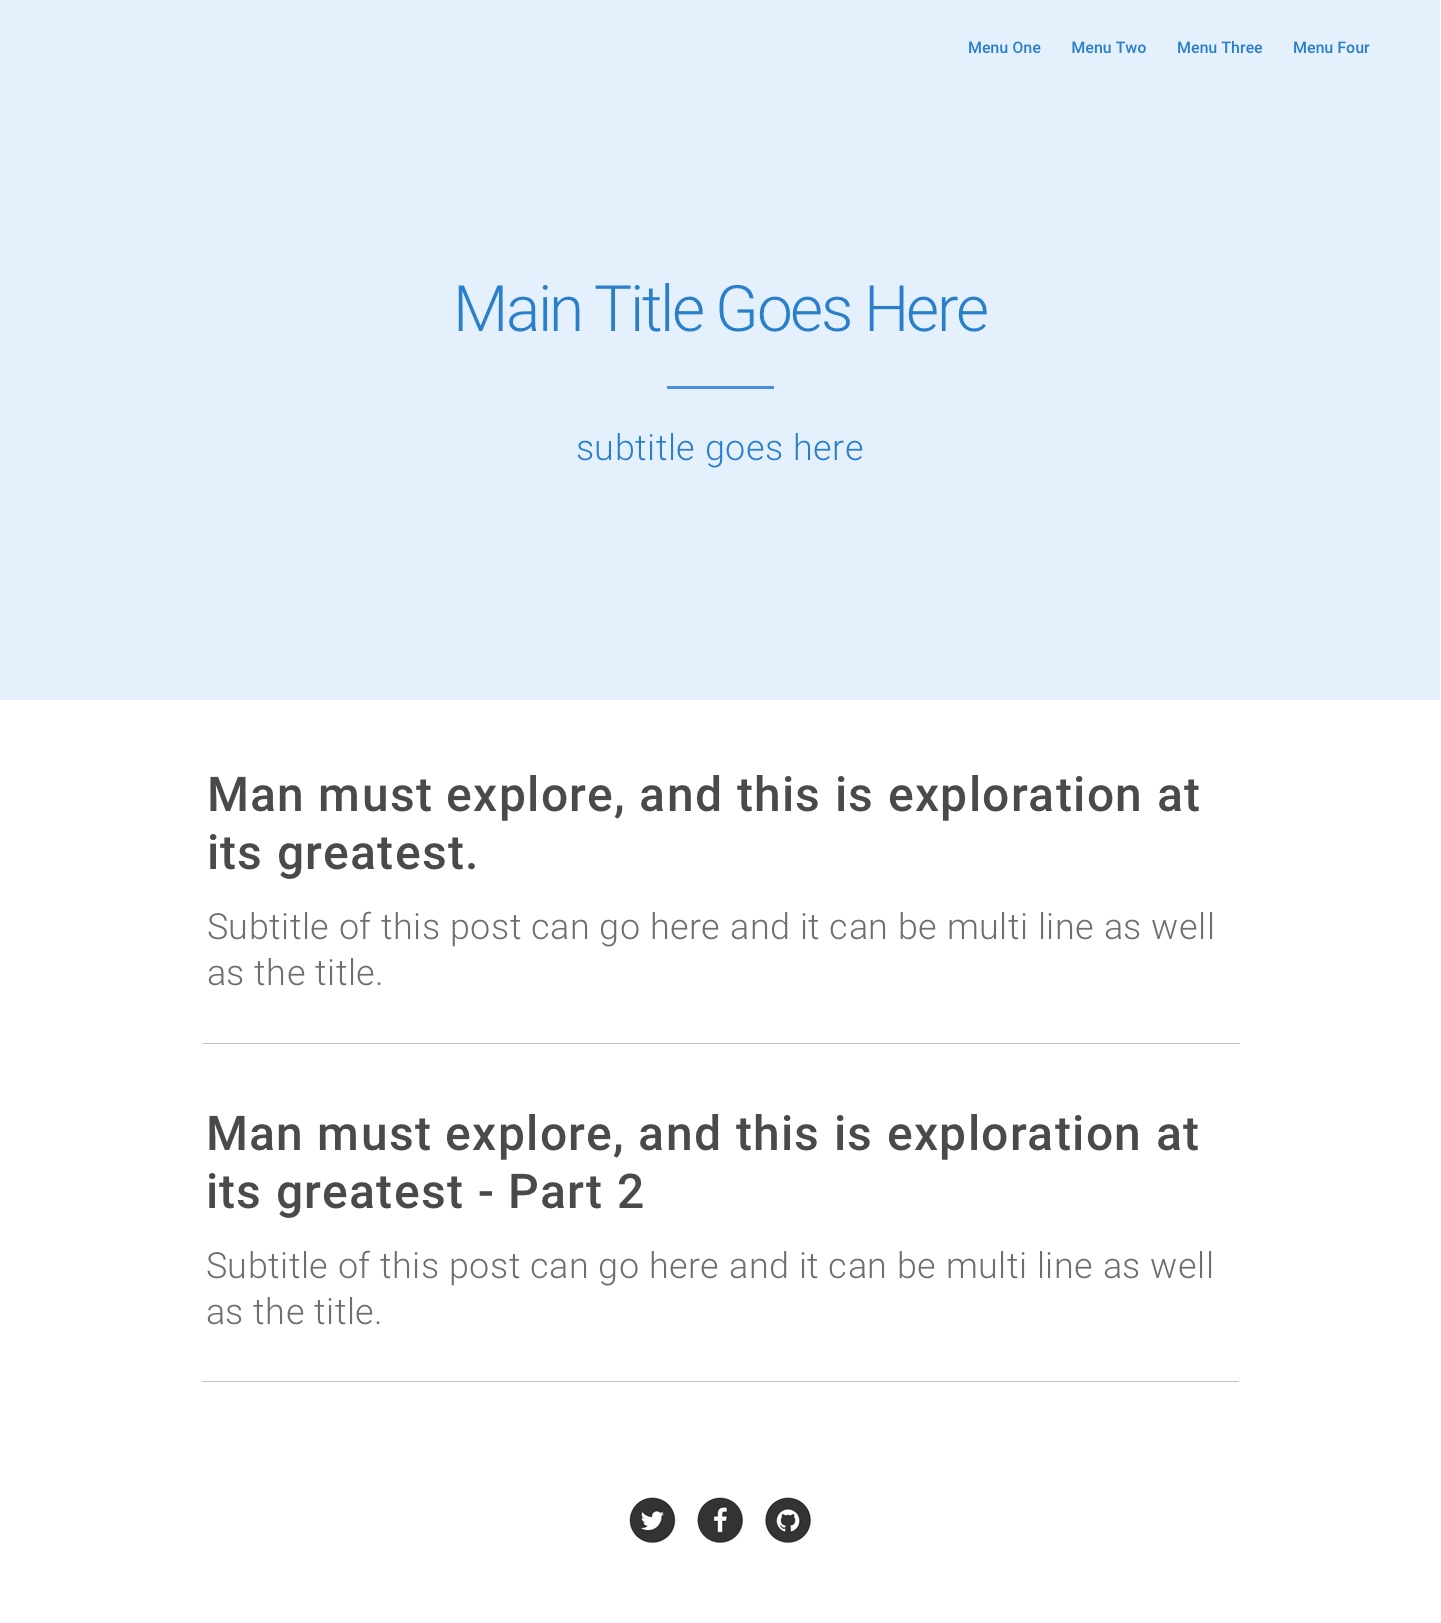 Menu One Menu Two Menu Three Menu Four
Main Title Goes Here
subtitle goes here
Man must explore, and this is exploration at
its greatest.
Subtitle of this post can go here and it can be multi line as well
as the title.
Man must explore, and this is exploration at
its greatest - Part 2
Subtitle of this post can go here and it can be multi line as well
as the title.